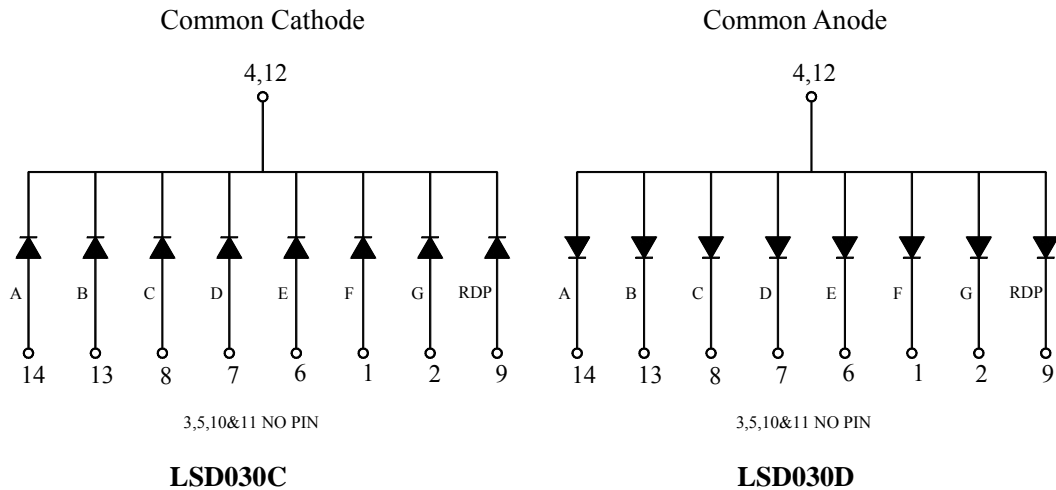 Common Cathode
4,12
A B C D E F G RDP
14 13 8 7 6 1 2 9
3,5,10&11 NO PIN
LSD030C
Common Anode
4,12
A B C D E F G RDP
14 13 8 7 6 1 2 9
3,5,10&11 NO PIN
LSD030D